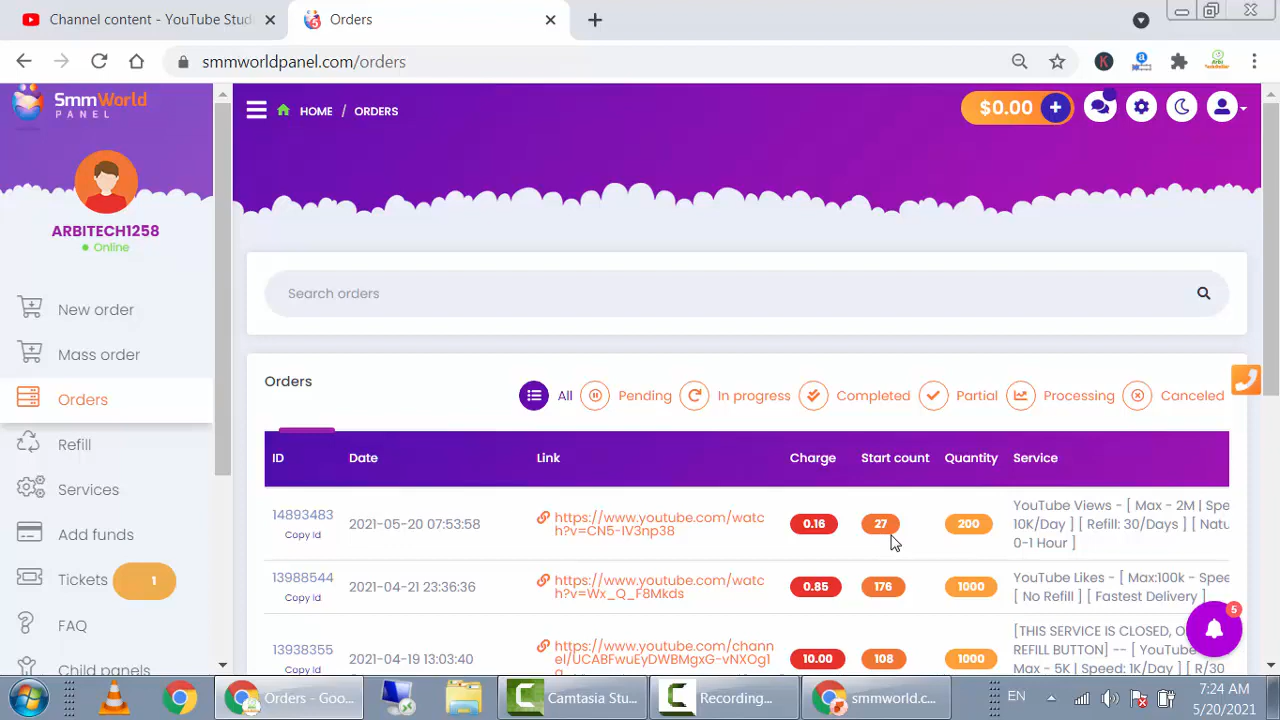 Channel content - YouTube Stud
Orders
smmworldpanel.com/orders
SmmWorld
PANEL
HOME / ORDERS
$0.00
ARBITECH1258
Online
New order
Mass order
Orders
Refill
Services
Add funds
Tickets 1
FAQ
Child panels
Search orders
Orders
All Pending In progress Completed Partial Processing Canceled
ID Date Link Charge Start count Quantity Service
14893483
Copy Id
2021-05-20 07:53:58
https://www.youtube.com/watc
h?v=CN5-IV3np38
0.16 27 200
YouTube Views - [ Max - 2M | Spe
10K/Day ] [ Refill: 30/Days ] [ Natu
0-1 Hour ]
13988544
Copy Id
2021-04-21 23:36:36
https://www.youtube.com/watc
h?v=Wx_Q_F8Mkds
0.85 176 1000
YouTube Likes - [ Max:100k - Spee
[ No Refill ] [ Fastest Delivery ]
13938355
Copy Id
2021-04-19 13:03:40
https://www.youtube.com/chann
el/UCABFwuEyDWBMgxG-vNXOg1
10.00 108 1000
[THIS SERVICE IS CLOSED, O
REFILL BUTTON] -- [ YouTube
Max - 5K | Speed: 1K/Day ] [ R/30
5
Orders - Goo...
Camtasia Stu...
Recording...
smmworld.c...
EN
7:24 AM
5/20/2021